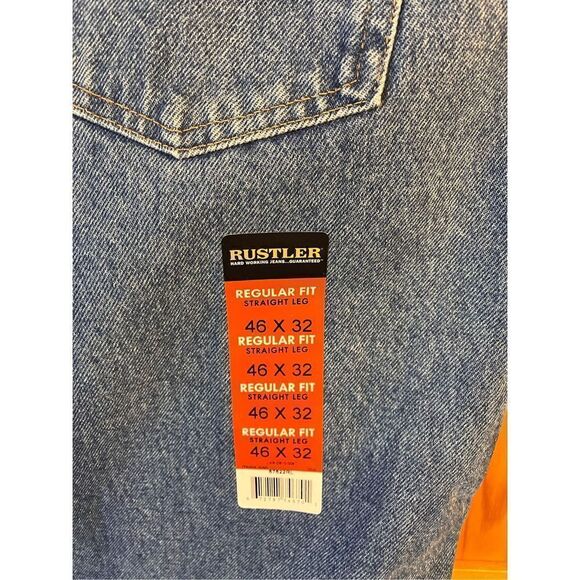 RUSTLER
HARD WORKING JEANS...GUARANTEED
REGULAR FIT
STRAIGHT LEG
46 X 32
REGULAR FIT
STRAIGHT LEG
46 X 32
REGULAR FIT
STRAIGHT LEG
46 X 32
REGULAR FIT
STRAIGHT LEG
46 X 32